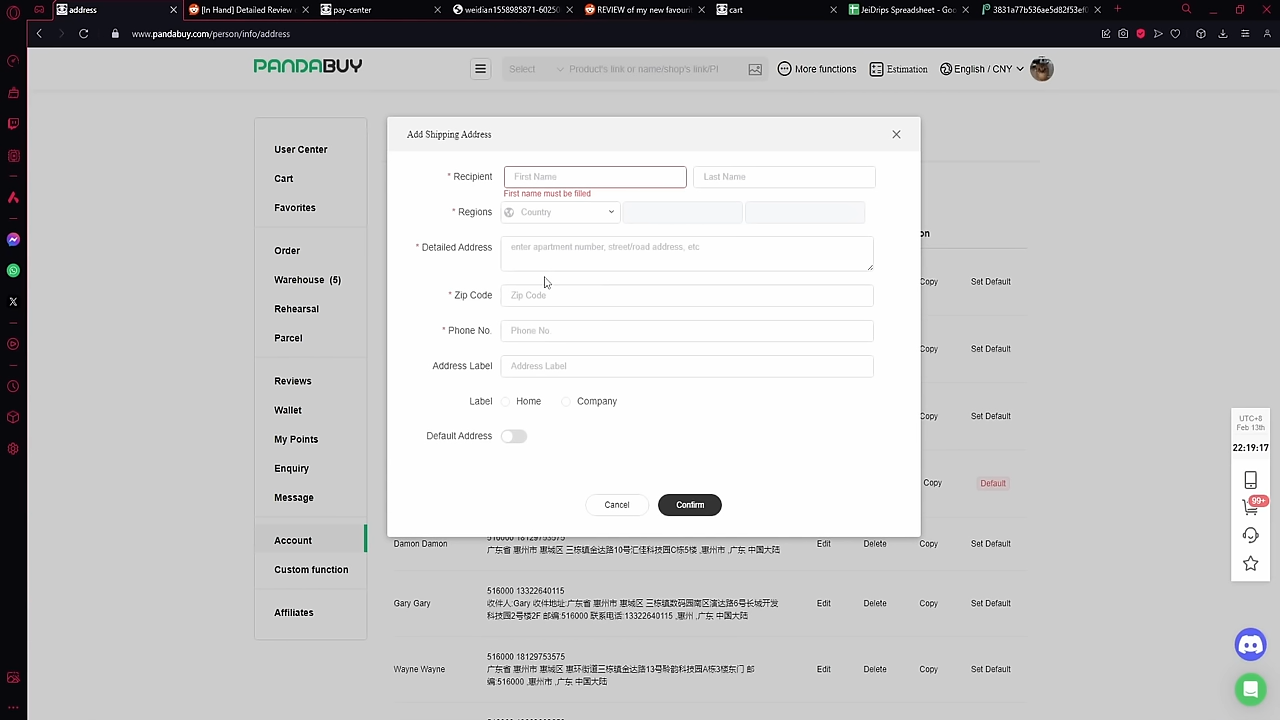 address
[In Hand] Detailed Review
pay-center
weidian1558985871-60250
REVIEW of my new favourit
cart
JeiDrips Spreadsheet - Goo
3831a77b536ae5d82f53ef0
www.pandabuy.com/person/info/address
PANDABUY
Select
Product's link or name/shop's link/PI
More functions
Estimation
English / CNY
User Center
Cart
Favorites
Order
Warehouse (5)
Rehearsal
Parcel
Reviews
Wallet
My Points
Enquiry
Message
Account
Custom function
Affiliates
Add Shipping Address
* Recipient
First Name
Last Name
First name must be filled
* Regions
Country
* Detailed Address
enter apartment number, street/road address, etc
* Zip Code
Zip Code
* Phone No.
Phone No
Address Label
Address Label
Label
Home
Company
Default Address
Cancel
Confirm
on
Copy Set Default
Copy Set Default
Copy Set Default
Copy Default
Damon Damon
516000 18129753575
广东省 惠州市 惠城区 三栋镇金达路10号汇佳科技园C栋5楼 ,惠州市 ,广东 中国大陆
Edit Delete Copy Set Default
Gary Gary
516000 13322640115
收件人:Gary 收件地址:广东省 惠州市 惠城区 三栋镇数码园南区演达路6号长城开发
科技园2号楼2F 邮编:516000 联系电话:13322640115 ,惠州 ,广东 中国大陆
Edit Delete Copy Set Default
Wayne Wayne
516000 18129753575
广东省 惠州市 惠城区 惠环街道三栋镇金达路13号聆韵科技园A栋3楼东门 邮
编:516000 ,惠州市 ,广东 中国大陆
Edit Delete Copy Set Default
UTC+8
Feb 13th
22:19:17
99+